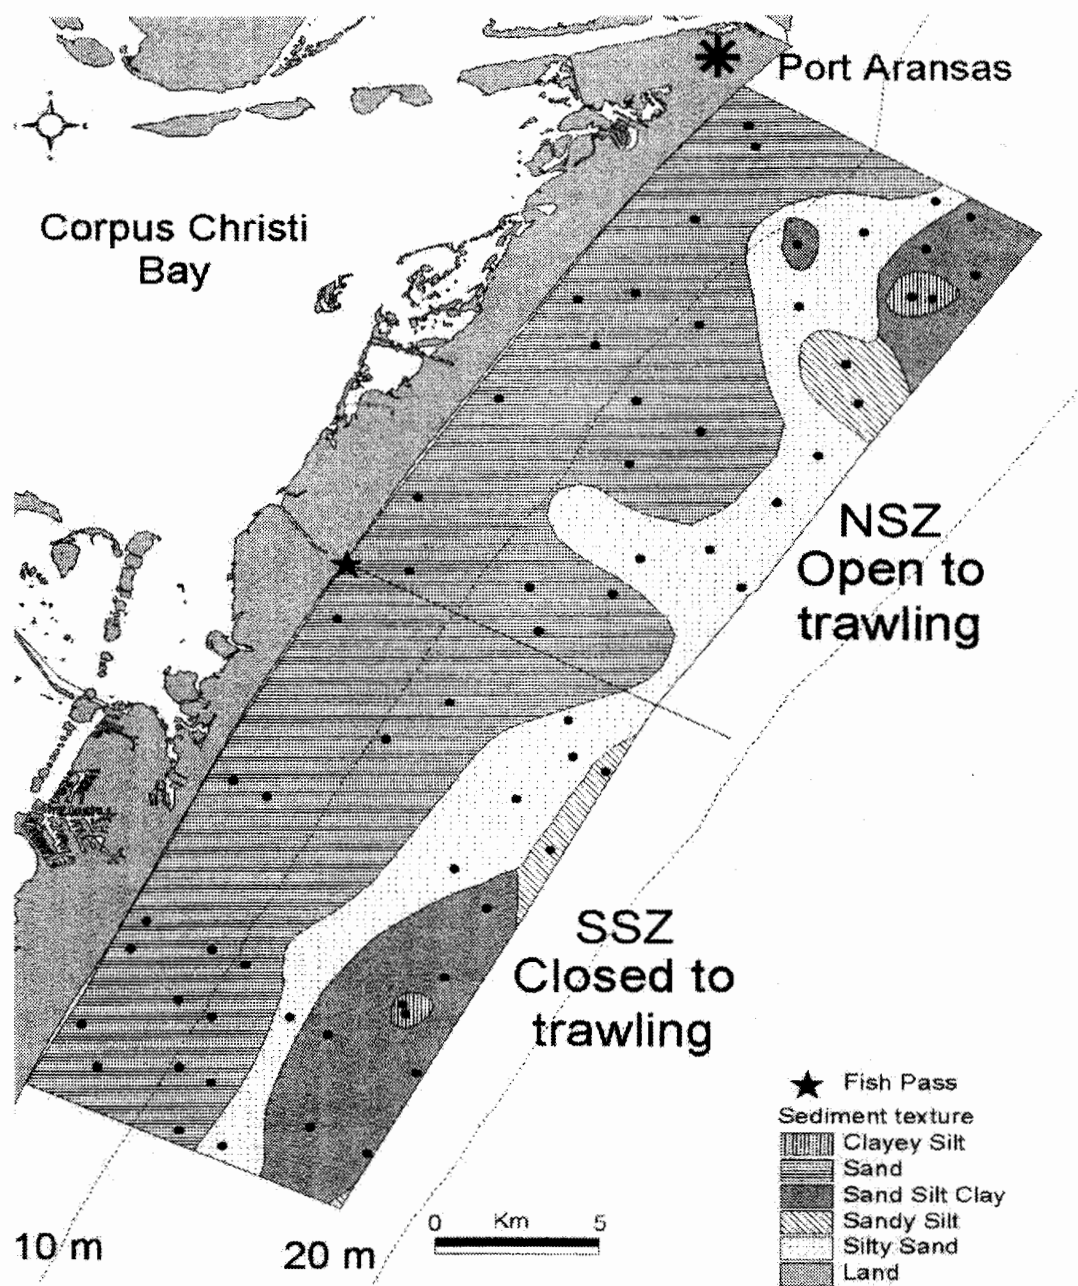 Port Aransas
Corpus Christi
Bay
NSZ
Open to
trawling
SSZ
Closed to
trawling
Fish Pass
Sediment texture
Clayey Silt
Sand
Sand Silt Clay
Sandy Silt
Silty Sand
Land
0 Km 5
10 m
20 m